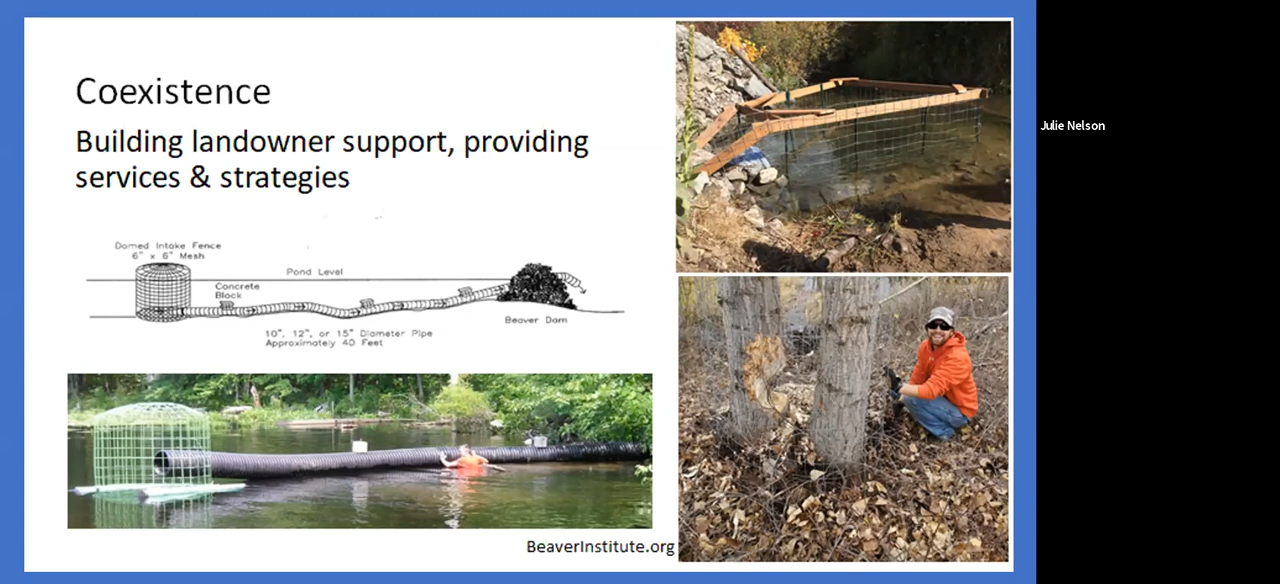 Coexistence
Building landowner support, providing
services & strategies
Domed Intake Fence
6" x 6" Mesh
Pond Level
Concrete
Block
Beaver Dam
10", 12", or 15" Diameter Pipe
Approximately 40 Feet
BeaverInstitute.org
Julie Nelson